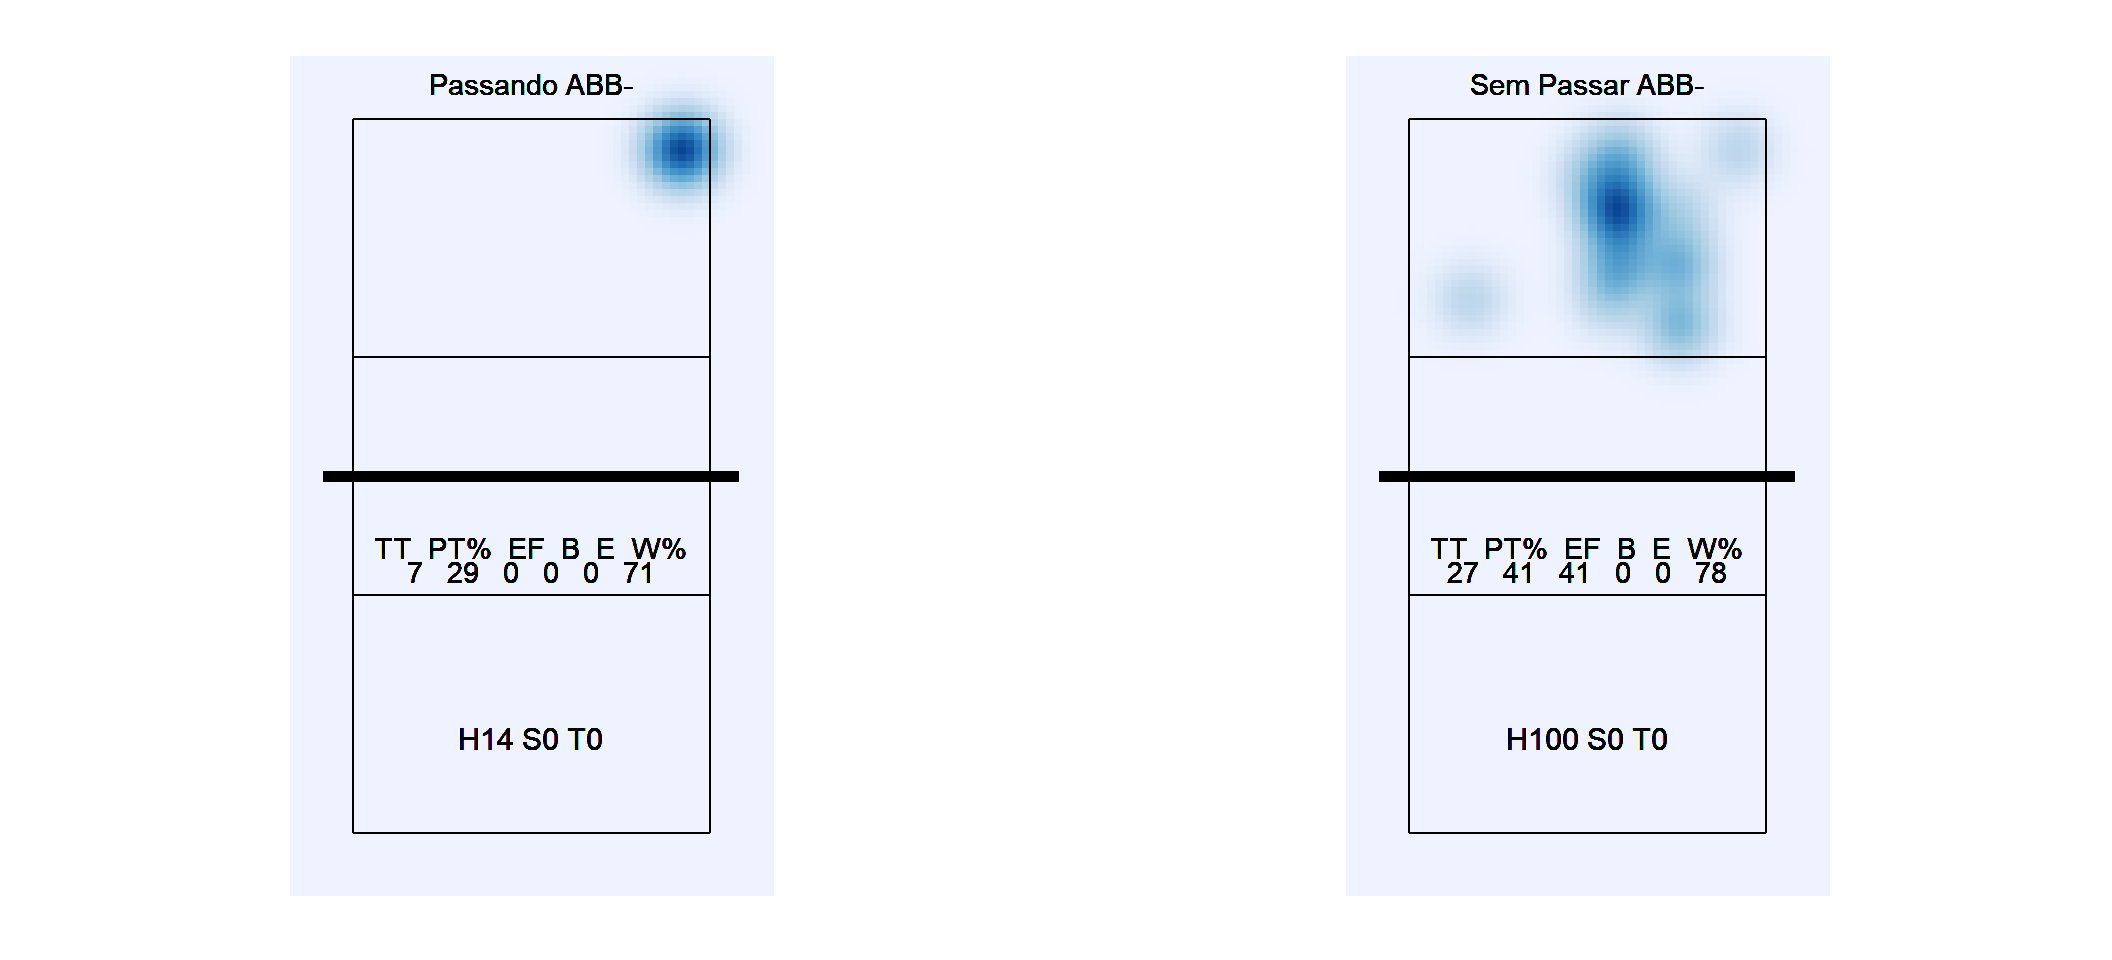 Passando ABB-
TT PT% EF B E W%
7 29 0 0 0 71
H14 S0 T0
Sem Passar ABB-
TT PT% EF B E W%
27 41 41 0 0 78
H100 S0 T0